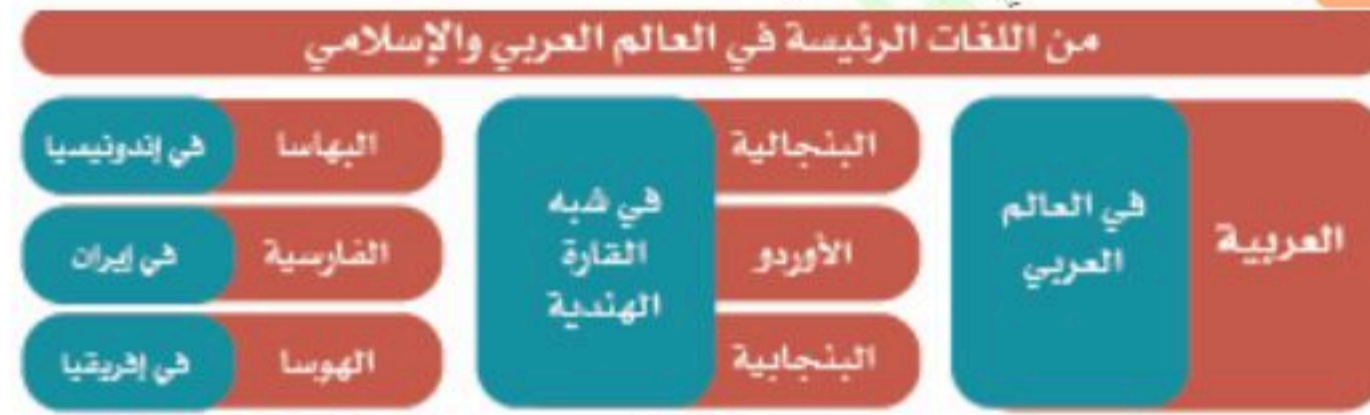 من اللغات الرئيسة في العالم العربي والإسلامي
العربية
في العالم
العربي
البنجالية
الأوردو
البنجابية
في شبه
القارة
الهندية
البهاسا
في إندونيسيا
الفارسية
في إيران
الهوسا
في إفريقيا